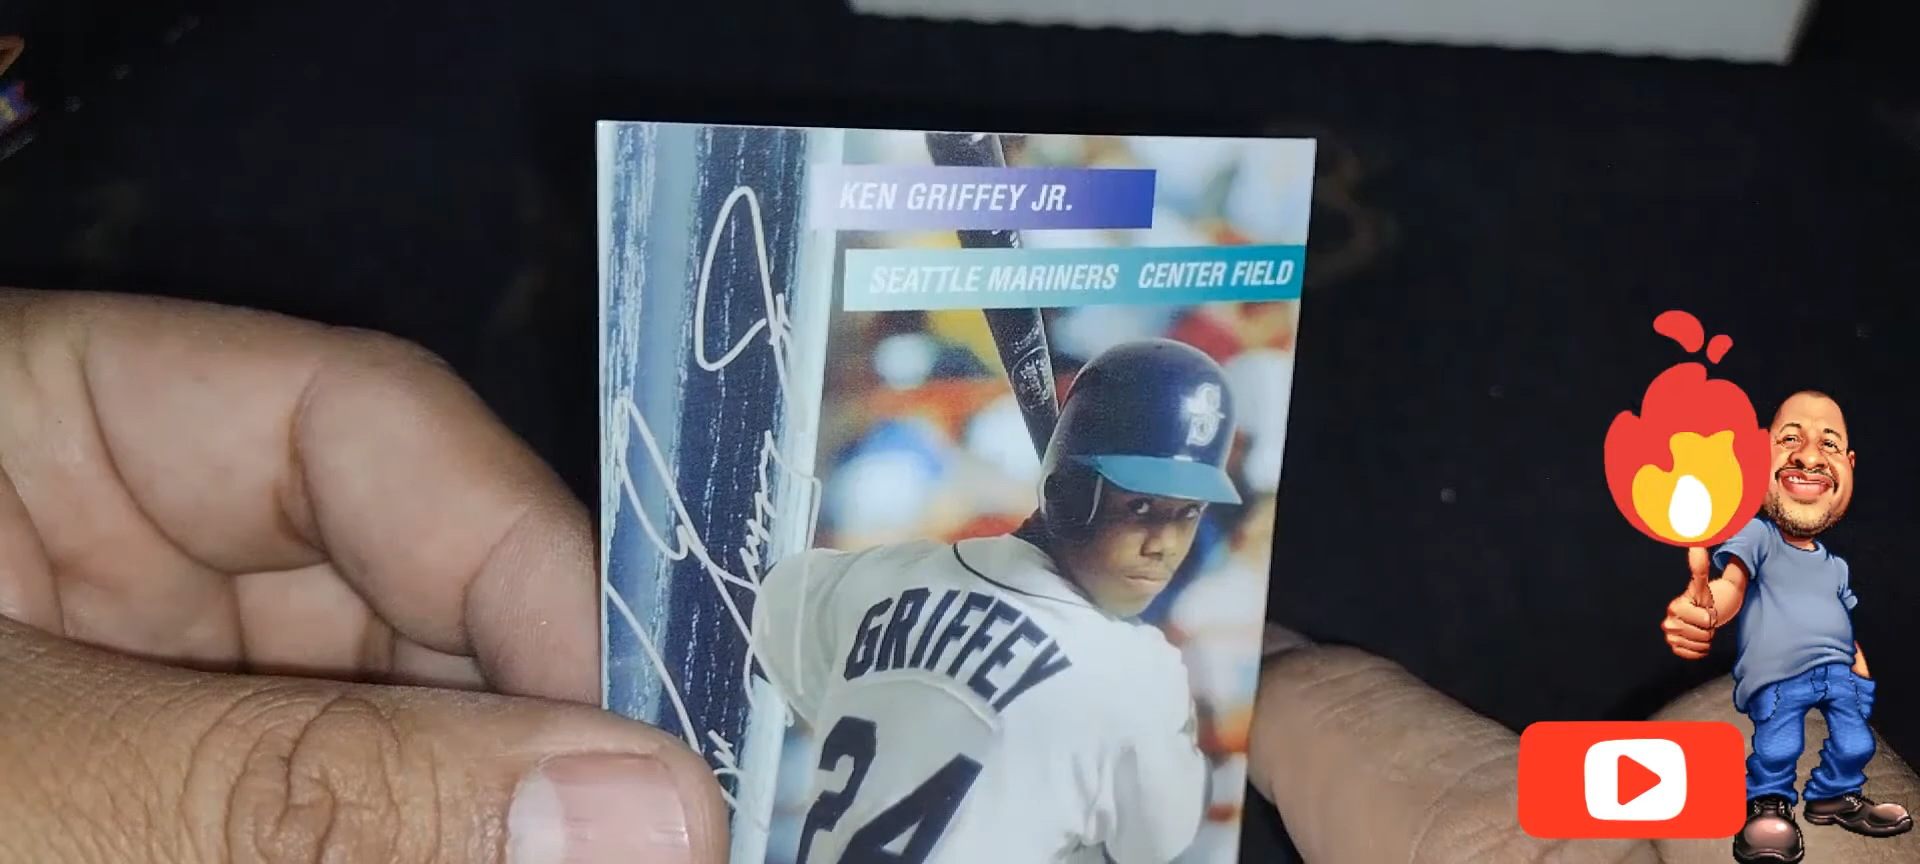 KEN GRIFFEY JR.
SEATTLE MARINERS CENTER FIELD
S
GRIFFEY
24